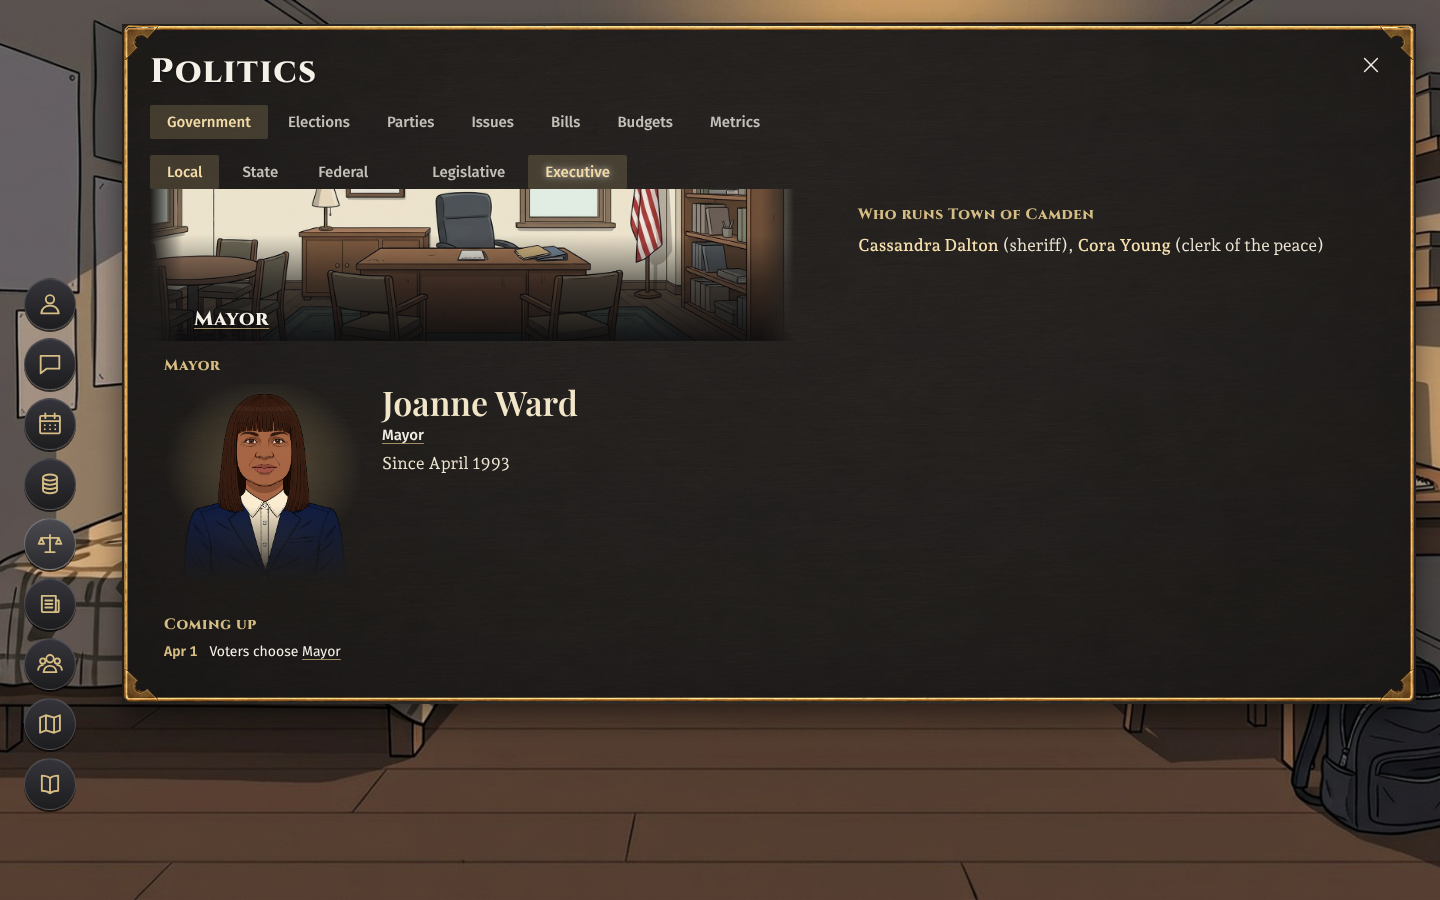 Politics
Government Elections Parties Issues Bills Budgets Metrics
Local State Federal Legislative Executive
Mayor
Mayor
Joanne Ward
Mayor
Since April 1993
Coming up
Apr 1 Voters choose Mayor
Who runs Town of Camden
Cassandra Dalton (sheriff), Cora Young (clerk of the peace)